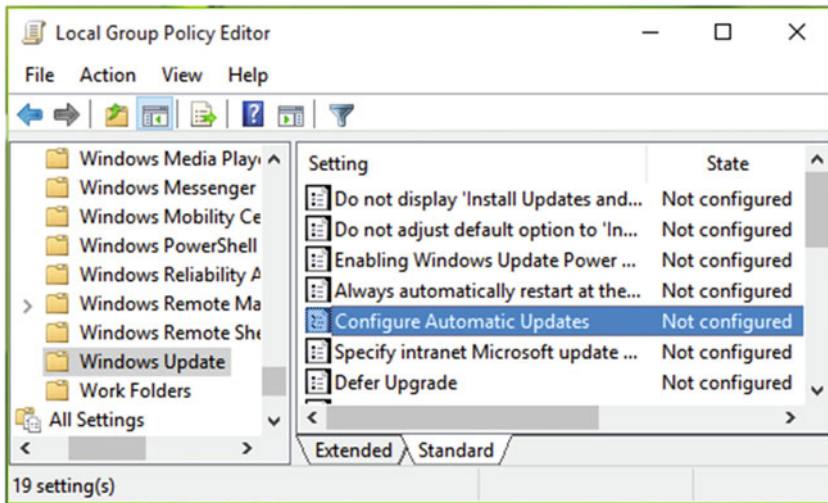 Local Group Policy Editor
File Action View Help
Windows Media Playe
Windows Messenger
Windows Mobility Ce
Windows PowerShell
Windows Reliability A
Windows Remote Ma
Windows Remote She
Windows Update
Work Folders
All Settings
Setting State
Do not display 'Install Updates and... Not configured
Do not adjust default option to 'In... Not configured
Enabling Windows Update Power ... Not configured
Always automatically restart at the... Not configured
Configure Automatic Updates Not configured
Specify intranet Microsoft update ... Not configured
Defer Upgrade Not configured
Extended Standard
19 setting(s)